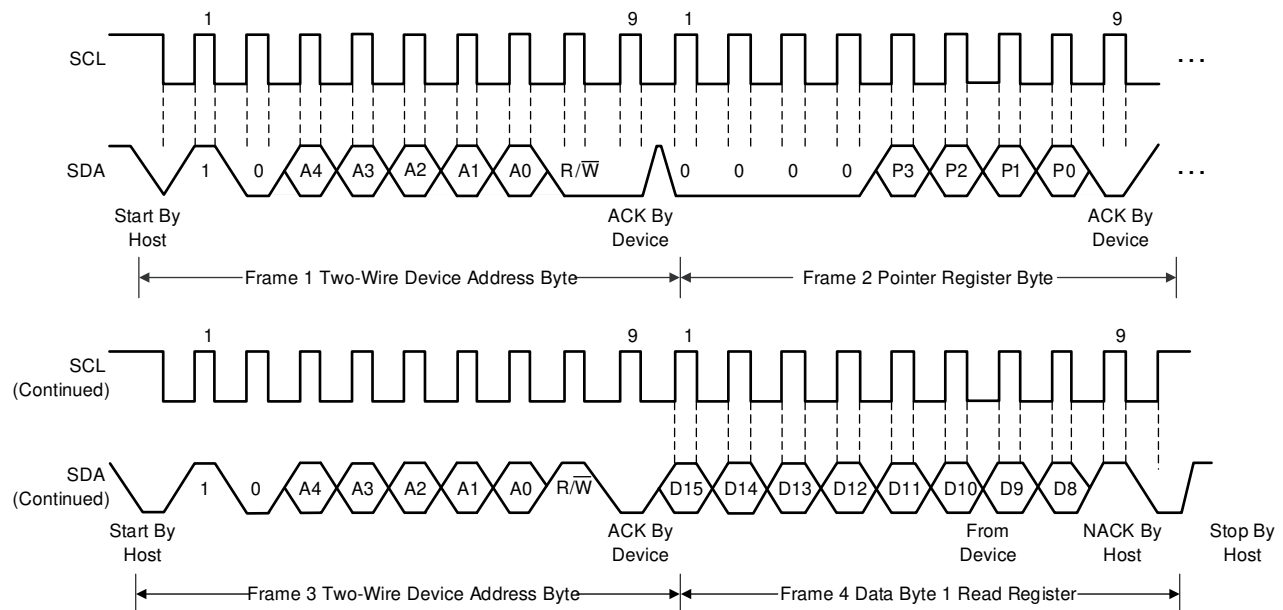 1 9 1 9
SCL ...
SDA 1 0 A4 A3 A2 A1 A0 R/W̅ 0 0 0 0 P3 P2 P1 P0 ...
Start By ACK By ACK By
Host Device Device
Frame 1 Two-Wire Device Address Byte Frame 2 Pointer Register Byte
1 9 1 9
SCL
(Continued)
SDA
(Continued) 1 0 A4 A3 A2 A1 A0 R/W̅ D15 D14 D13 D12 D11 D10 D9 D8
Start By ACK By From NACK By Stop By
Host Device Device Host Host
Frame 3 Two-Wire Device Address Byte Frame 4 Data Byte 1 Read Register